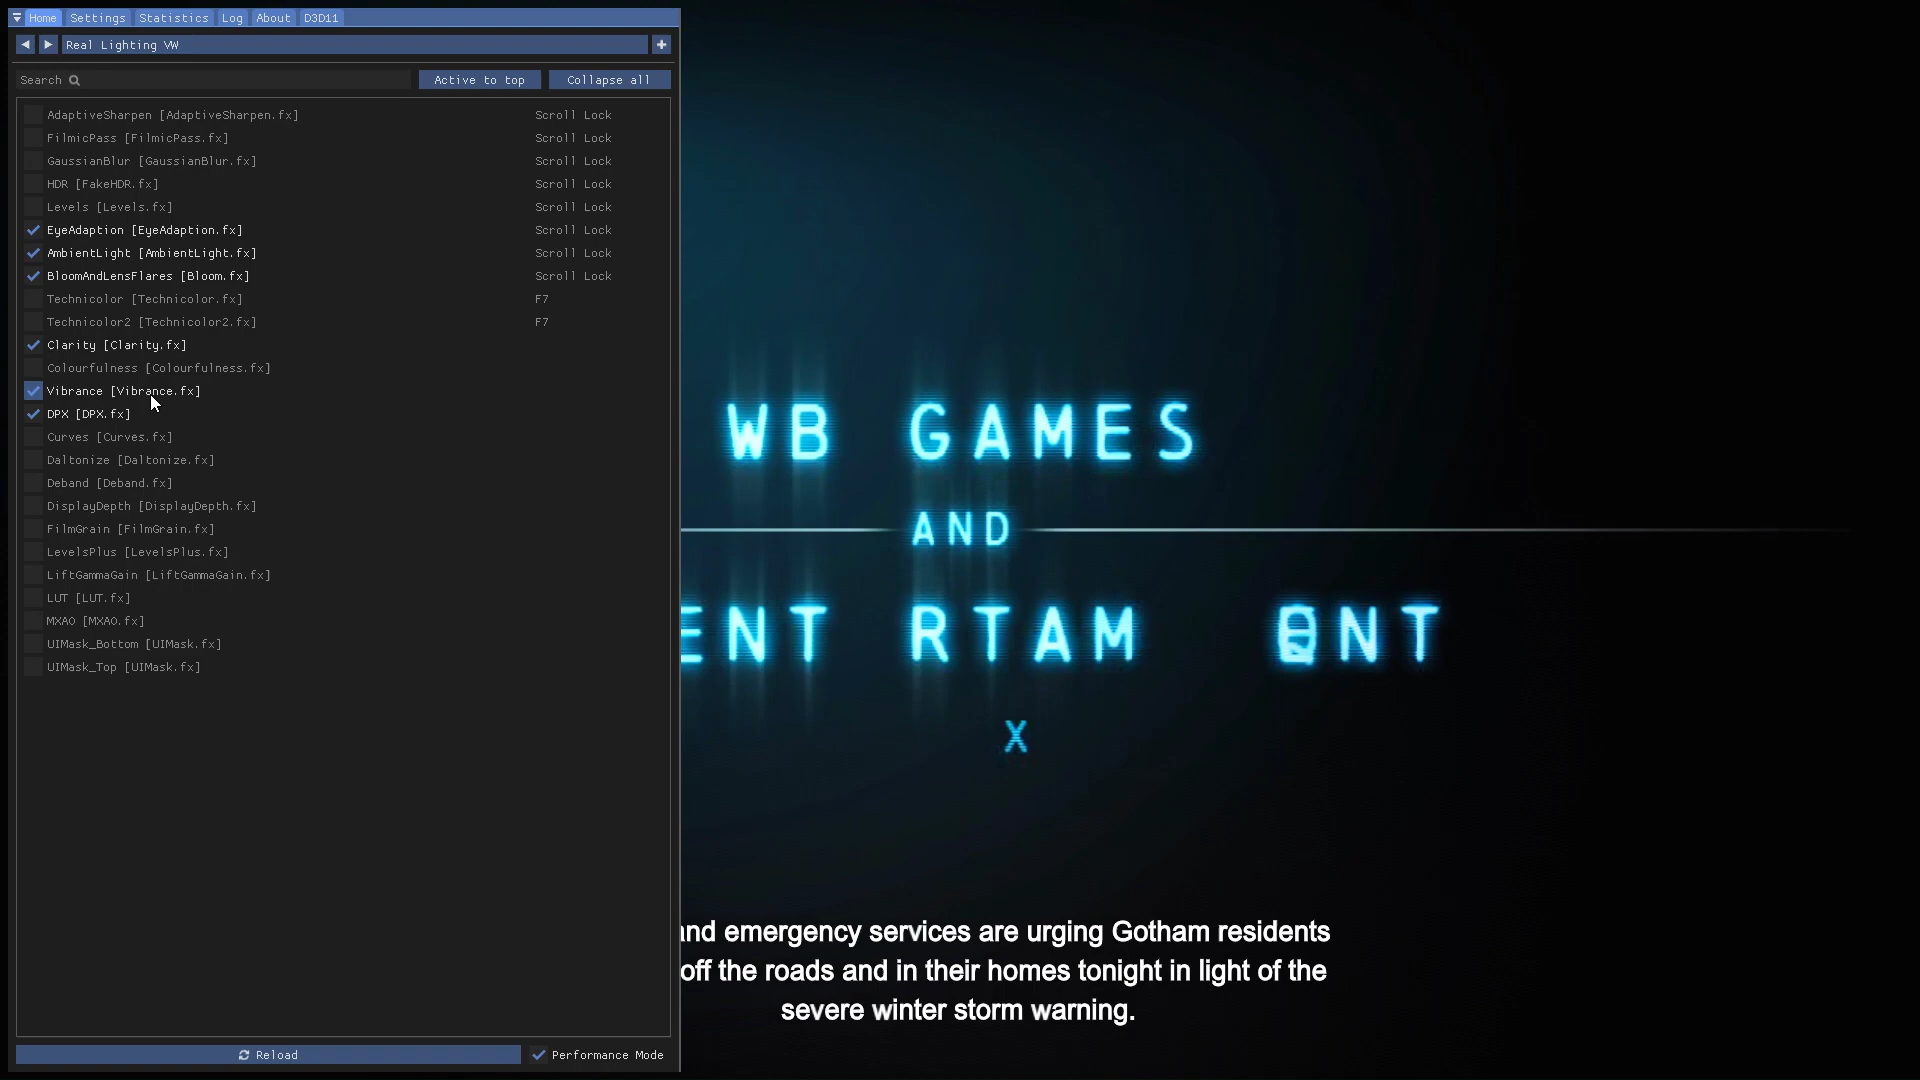 Home Settings Statistics Log About D3D11
Real Lighting VW
Search Active to top Collapse all
AdaptiveSharpen [AdaptiveSharpen.fx] Scroll Lock
FilmicPass [FilmicPass.fx] Scroll Lock
GaussianBlur [GaussianBlur.fx] Scroll Lock
HDR [FakeHDR.fx] Scroll Lock
Levels [Levels.fx] Scroll Lock
EyeAdaption [EyeAdaption.fx] Scroll Lock
AmbientLight [AmbientLight.fx] Scroll Lock
BloomAndLensFlares [Bloom.fx] Scroll Lock
Technicolor [Technicolor.fx] F7
Technicolor2 [Technicolor2.fx] F7
Clarity [Clarity.fx]
Colourfulness [Colourfulness.fx]
Vibrance [Vibrance.fx]
DPX [DPX.fx]
Curves [Curves.fx]
Daltonize [Daltonize.fx]
Deband [Deband.fx]
DisplayDepth [DisplayDepth.fx]
FilmGrain [FilmGrain.fx]
LevelsPlus [LevelsPlus.fx]
LiftGammaGain [LiftGammaGain.fx]
LUT [LUT.fx]
MXAO [MXAO.fx]
UIMask_Bottom [UIMask.fx]
UIMask_Top [UIMask.fx]
Reload Performance Mode
WB GAMES
AND
ENT RTAM NT
X
and emergency services are urging Gotham residents
off the roads and in their homes tonight in light of the
severe winter storm warning.